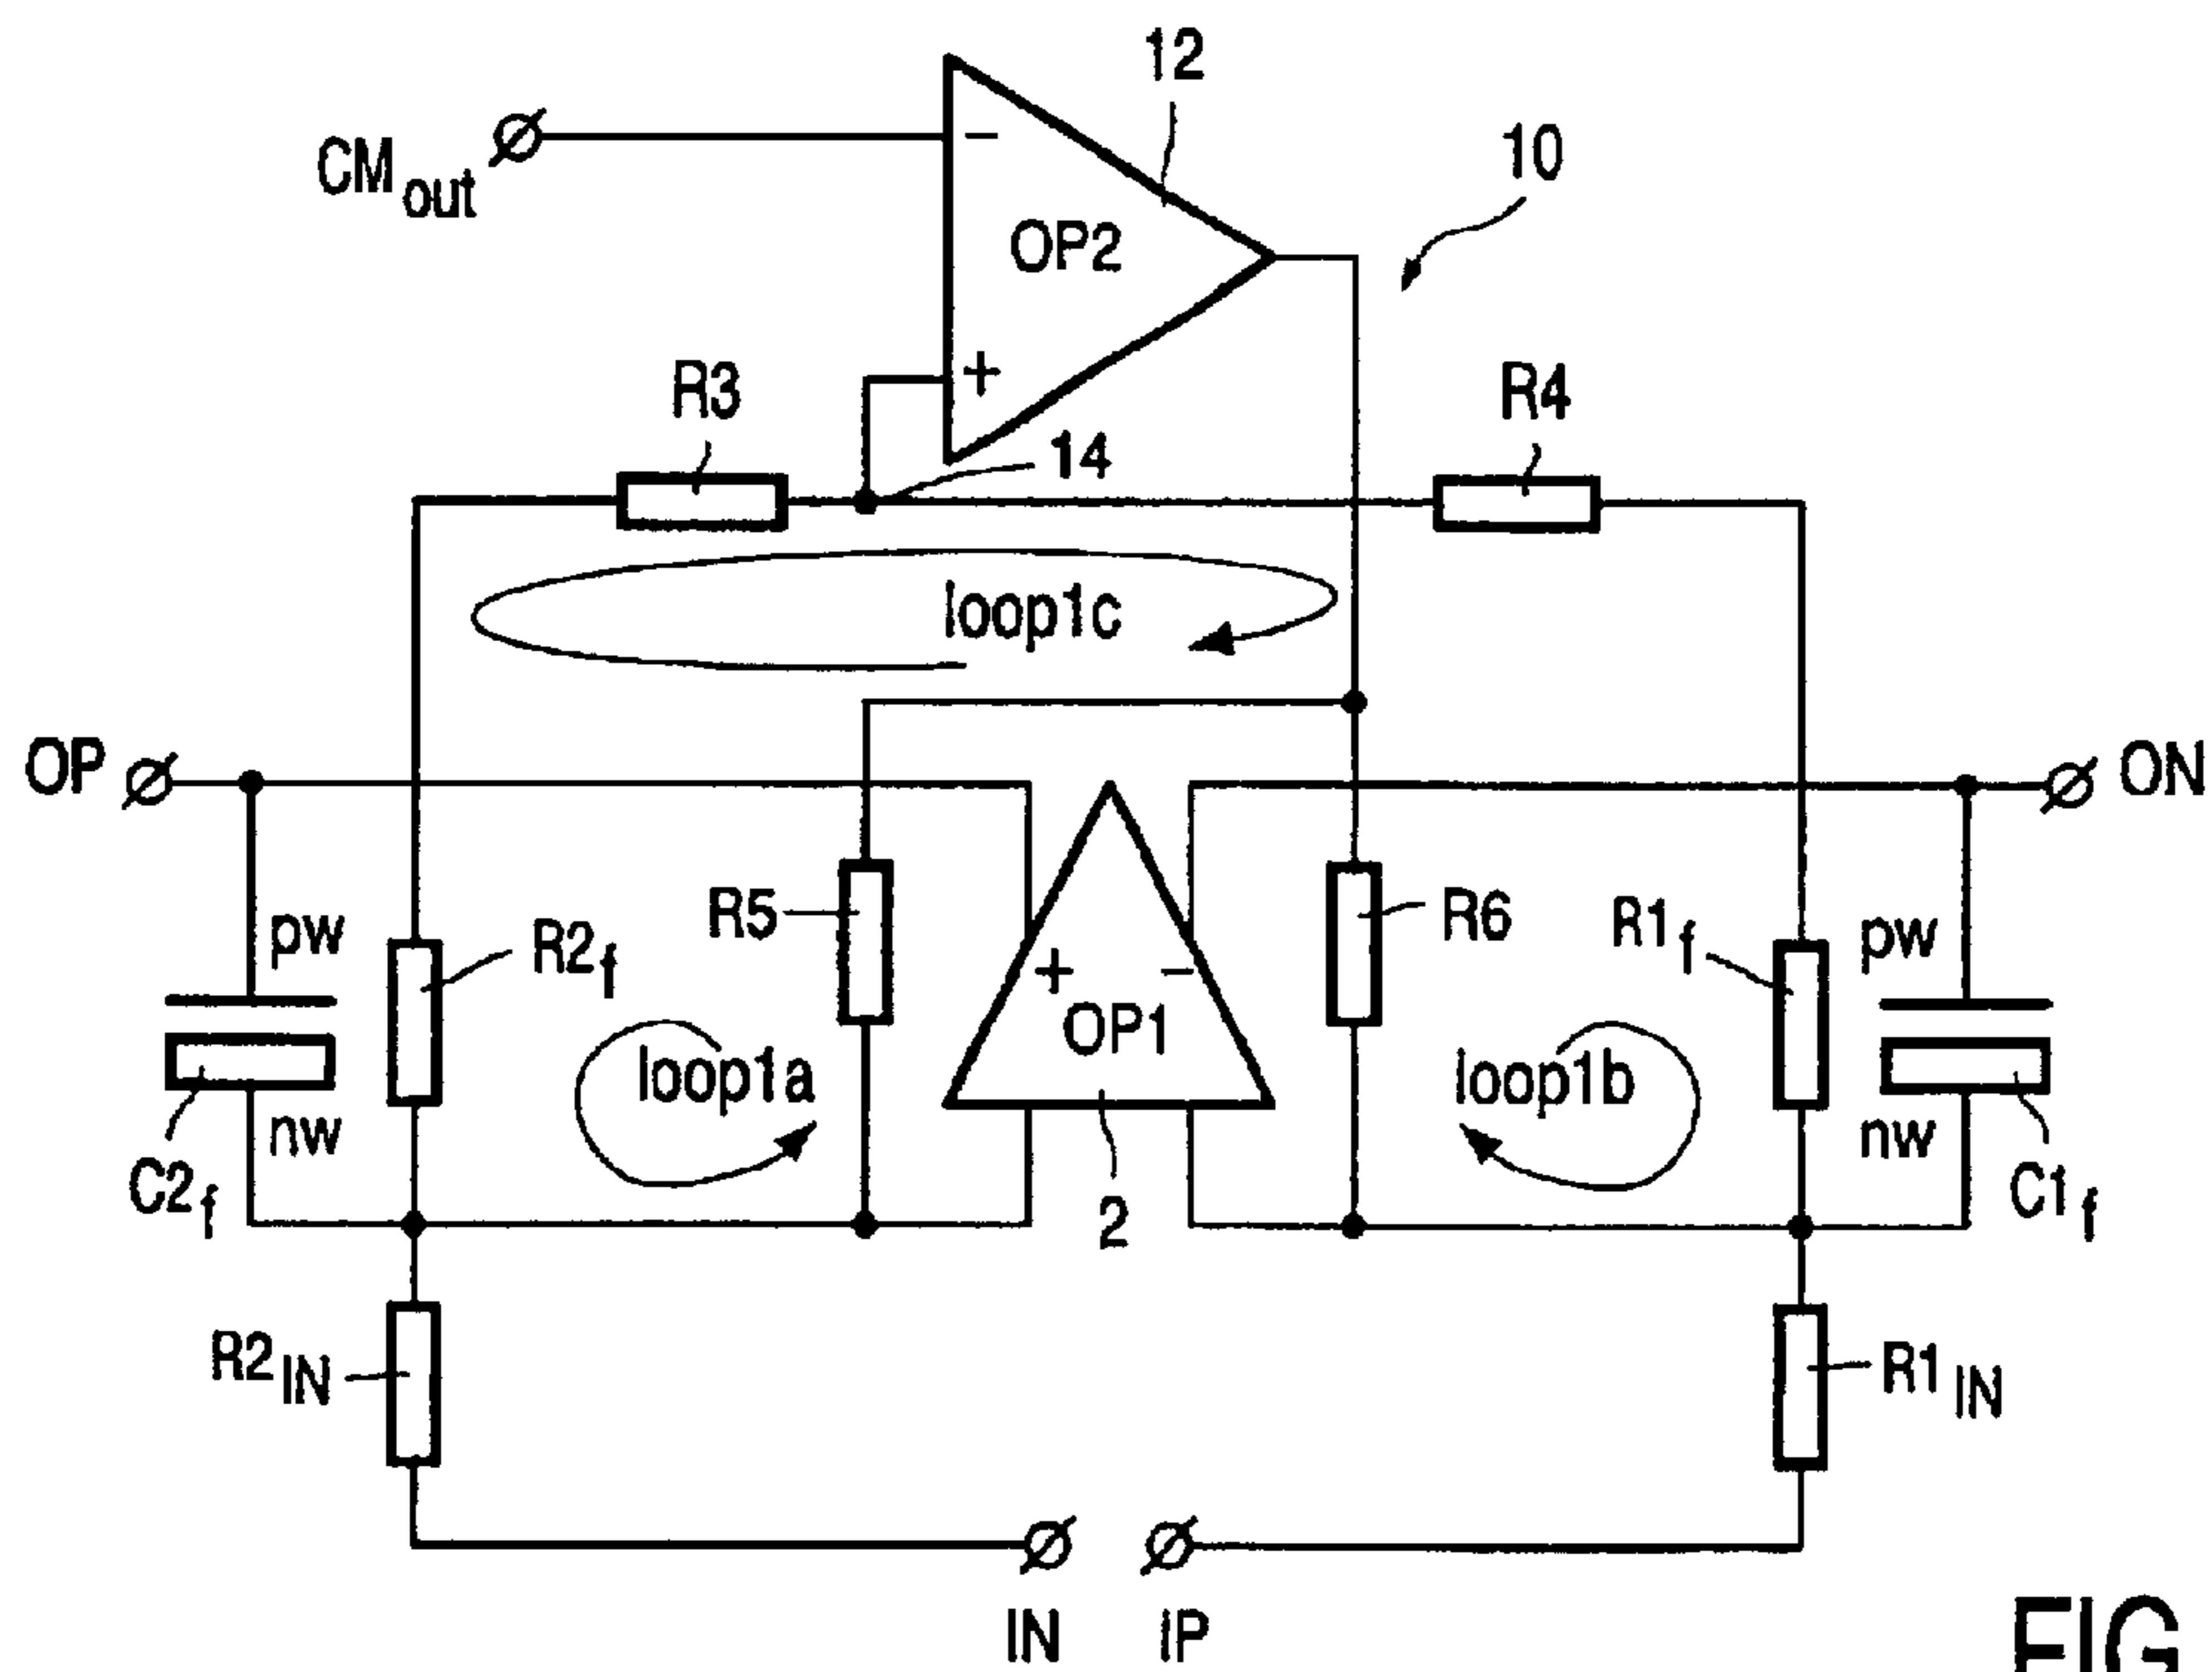 12
CMout
−
10
OP2
+
R3
R4
14
loop1c
OP
ON
pw
R2f
R5
+
−
R6
R1f
pw
OP1
loop1a
loop1b
nw
nw
C2f
2
C1f
R2IN
R1IN
IN
IP
FIG